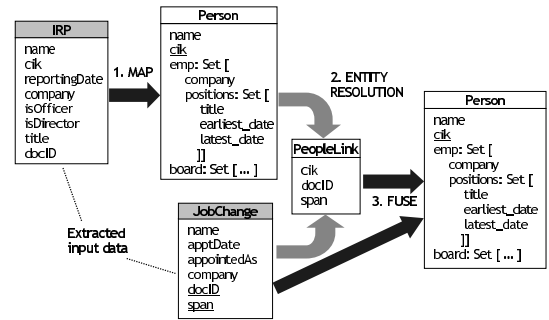 IRP
name
cik
reportingDate
company
isOfficer
isDirector
title
docID
1. MAP
Person
name
cik
emp: Set [
company
positions: Set [
title
earliest_date
latest_date
]]
board: Set [ ... ]
2. ENTITY
RESOLUTION
PeopleLink
cik
docID
span
3. FUSE
Person
name
cik
emp: Set [
company
positions: Set [
title
earliest_date
latest_date
]]
board: Set [ ... ]
Extracted
input data
JobChange
name
apptDate
appointedAs
company
docID
span